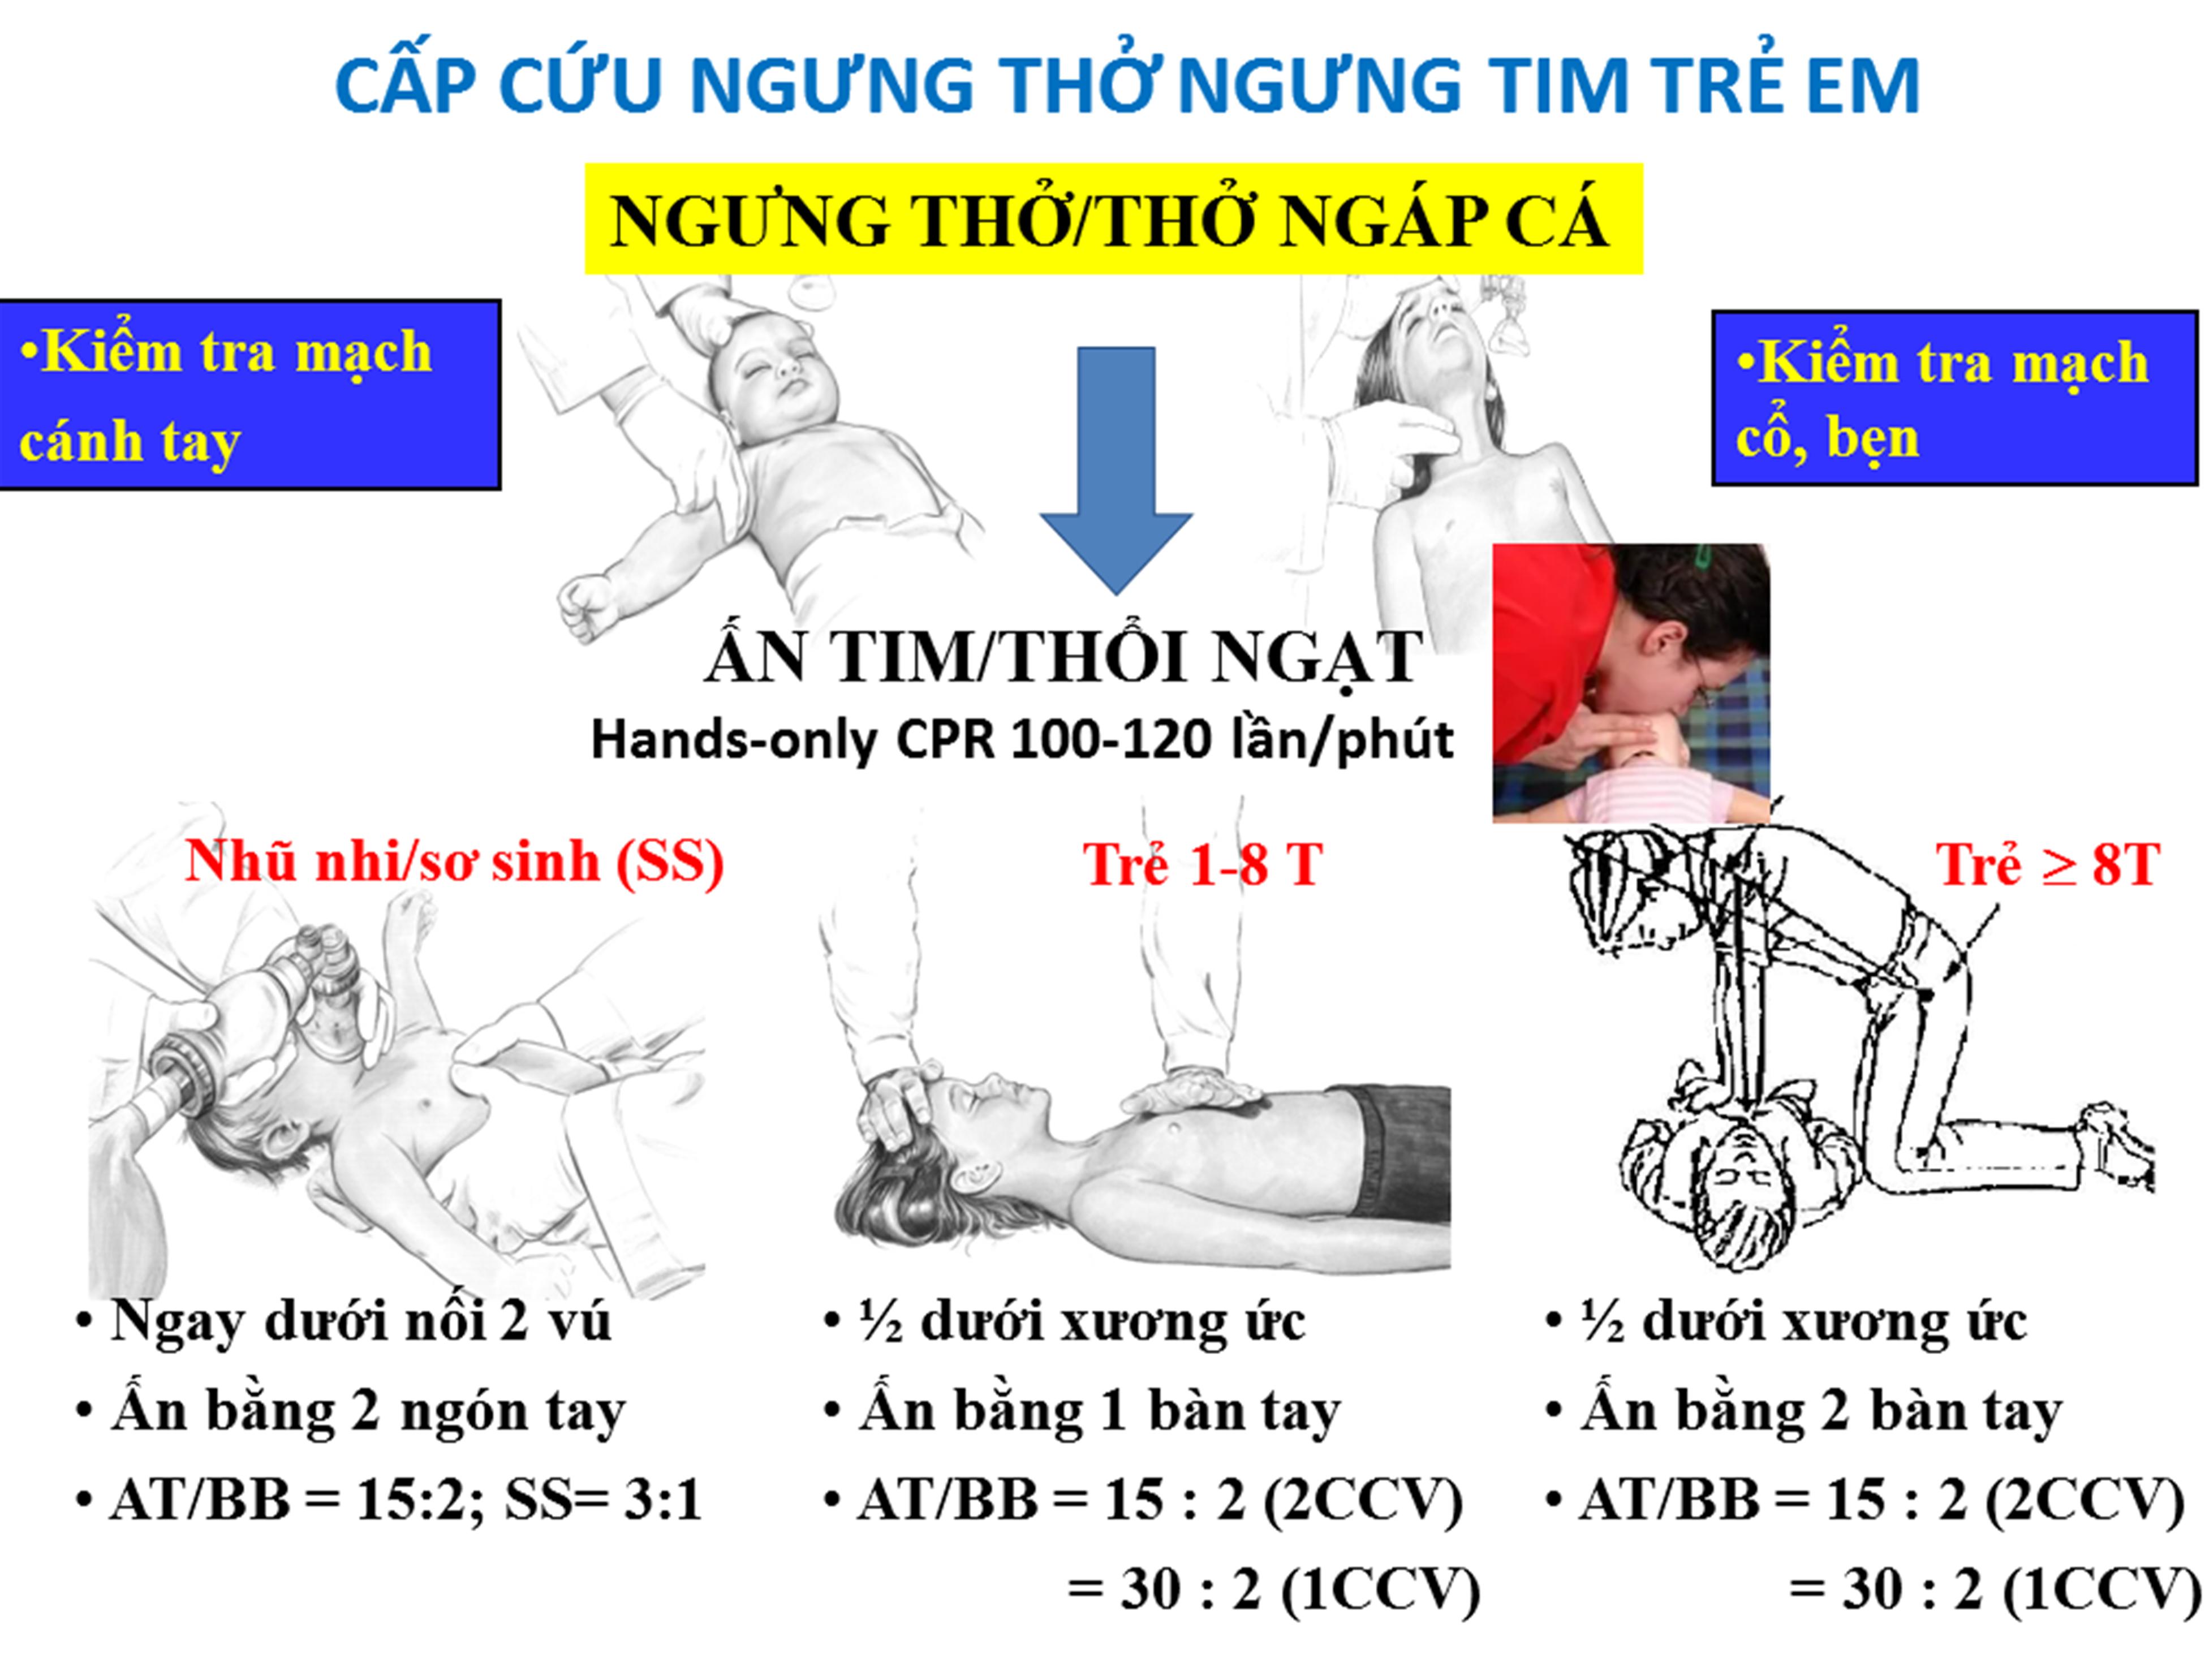 CẤP CỨU NGƯNG THỞ NGƯNG TIM TRẺ EM
NGƯNG THỞ/THỞ NGÁP CÁ
•Kiểm tra mạch
cánh tay
•Kiểm tra mạch
cổ, bẹn
ẤN TIM/THỔI NGẠT
Hands-only CPR 100-120 lần/phút
Nhũ nhi/sơ sinh (SS)
• Ngay dưới nối 2 vú
• Ấn bằng 2 ngón tay
• AT/BB = 15:2; SS= 3:1
Trẻ 1-8 T
• ½ dưới xương ức
• Ấn bằng 1 bàn tay
• AT/BB = 15 : 2 (2CCV)
= 30 : 2 (1CCV)
Trẻ ≥ 8T
• ½ dưới xương ức
• Ấn bằng 2 bàn tay
• AT/BB = 15 : 2 (2CCV)
= 30 : 2 (1CCV)